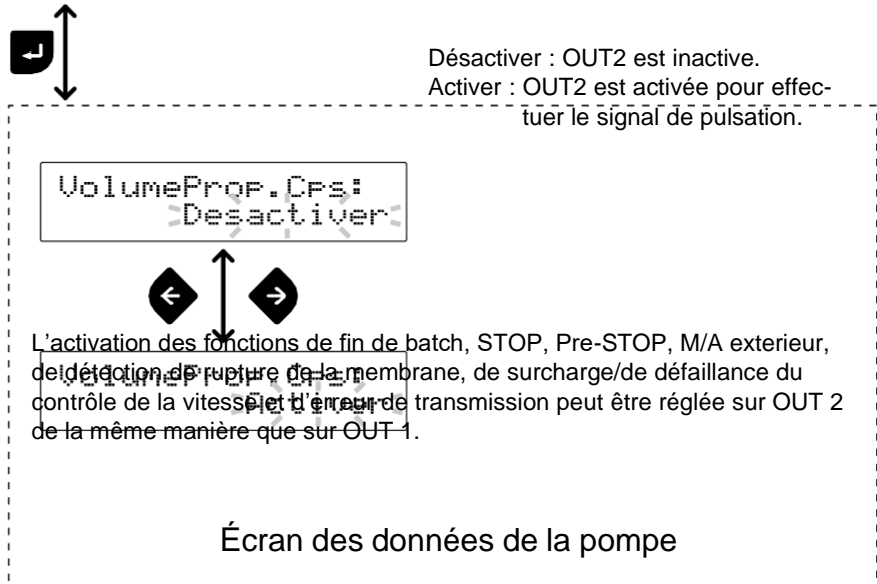 Désactiver : OUT2 est inactive.
Activer : OUT2 est activée pour effec-
tuer le signal de pulsation.
VolumeProp.Cps:
Desactiver
L'activation des fonctions de fin de batch, STOP, Pre-STOP, M/A exterieur,
de détection de rupture de la membrane, de surcharge/de défaillance du
VolumeProp.Cps:
contrôle de la vitesse et d'erreur de transmission peut être réglée sur OUT 2
Activer
de la même manière que sur OUT 1.
Écran des données de la pompe